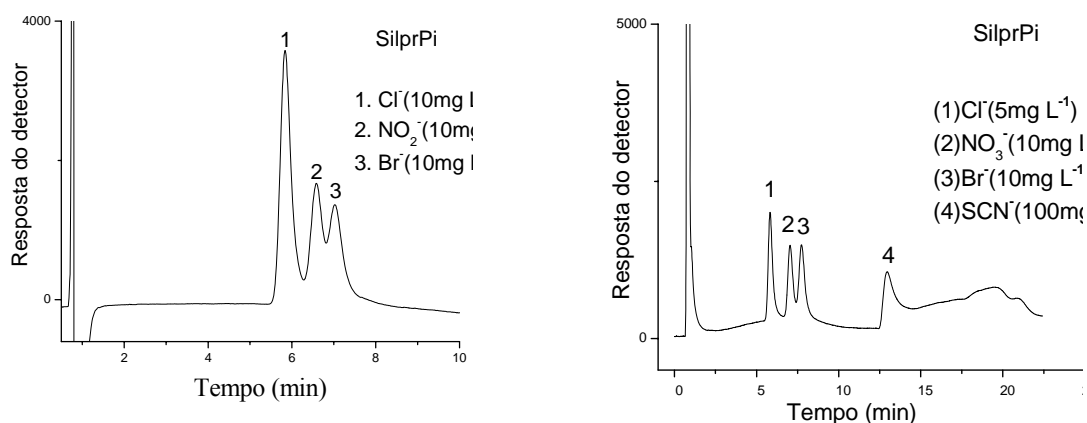 4000
SilprPi
1
1. Cl-(10mg L
2. NO2-(10mg
3. Br-(10mg
2
3
Resposta do detector
0
2
4
6
8
10
Tempo (min)
5000
SilprPi
(1)Cl-(5mg L-1)
(2)NO3-(10mg L
(3)Br-(10mg L-1
(4)SCN-(100mg
1
2
3
4
Resposta do detector
0
0
5
10
15
20
Tempo (min)